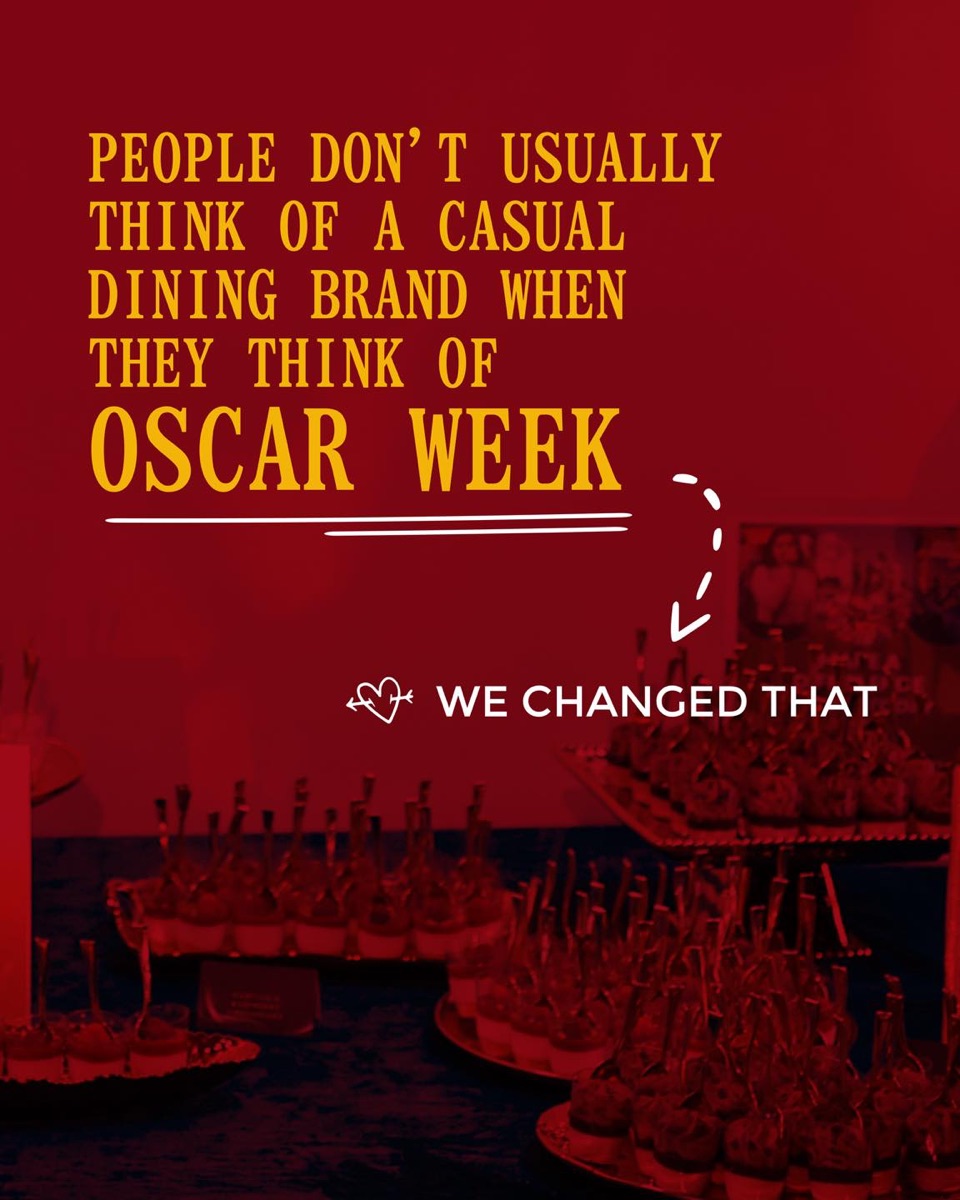 PEOPLE DON'T USUALLY
THINK OF A CASUAL
DINING BRAND WHEN
THEY THINK OF
OSCAR WEEK
WE CHANGED THAT